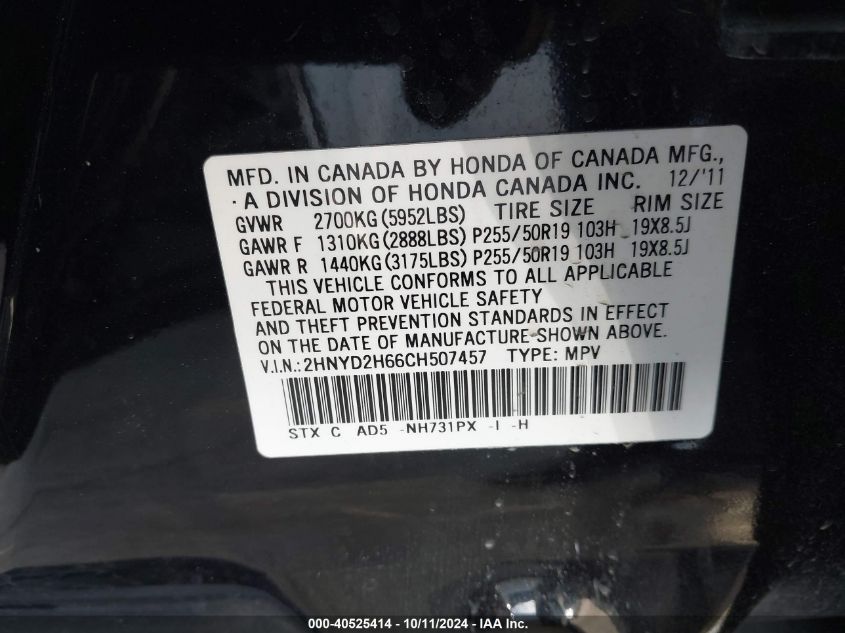 MFD. IN CANADA BY HONDA OF CANADA MFG.,
A DIVISION OF HONDA CANADA INC. 12/'11
GVWR 2700KG(5952LBS) TIRE SIZE RIM SIZE
GAWR F 1310KG(2888LBS) P255/50R19 103H 19X8.5J
GAWR R 1440KG(3175LBS) P255/50R19 103H 19X8.5J
THIS VEHICLE CONFORMS TO ALL APPLICABLE
FEDERAL MOTOR VEHICLE SAFETY
AND THEFT PREVENTION STANDARDS IN EFFECT
ON THE DATE OF MANUFACTURE SHOWN ABOVE.
V.I.N.: 2HNYD2H66CH507457 TYPE: MPV
STX C AD5 -NH731PX -I -H
000-40525414 - 10/11/2024 - IAA Inc.